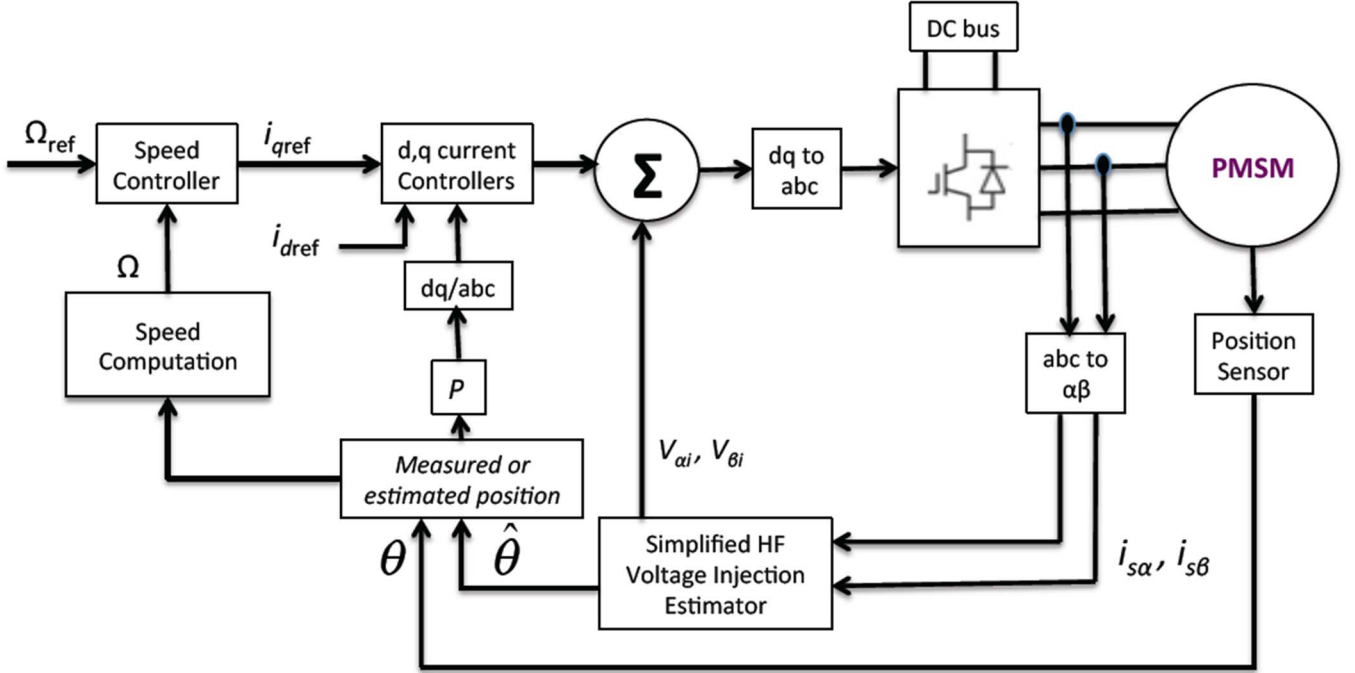 DC bus
Ωref
Speed
Controller
iqref
d,q current
Controllers
Σ
dq to
abc
PMSM
idref
Ω
dq/abc
Speed
Computation
P
abc to
αβ
Position
Sensor
Measured or
estimated position
Vαi, Vβi
θ
θ̂
Simplified HF
Voltage Injection
Estimator
isα, isβ